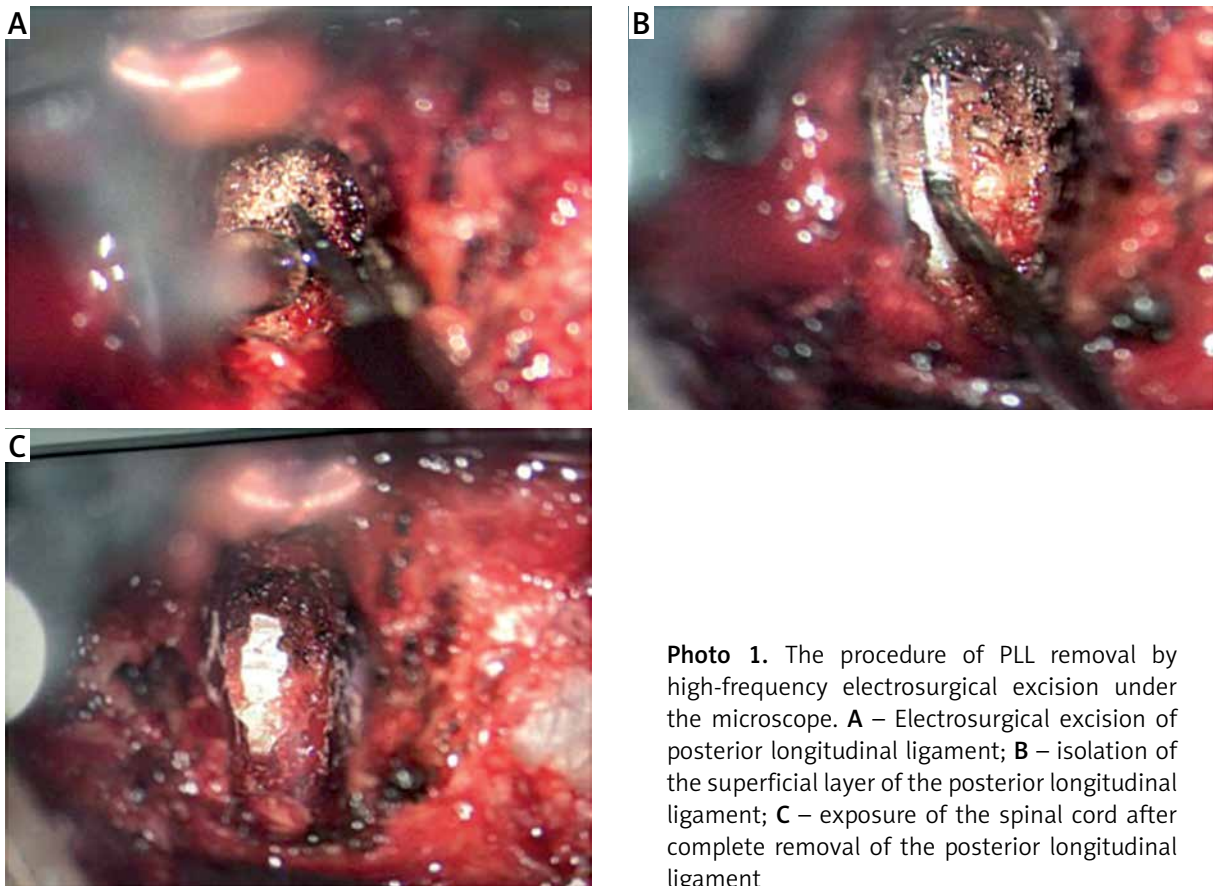 A
B
C
Photo 1. The procedure of PLL removal by
high-frequency electrosurgical excision under
the microscope. A – Electrosurgical excision of
posterior longitudinal ligament; B – isolation of
the superficial layer of the posterior longitudinal
ligament; C – exposure of the spinal cord after
complete removal of the posterior longitudinal
ligament